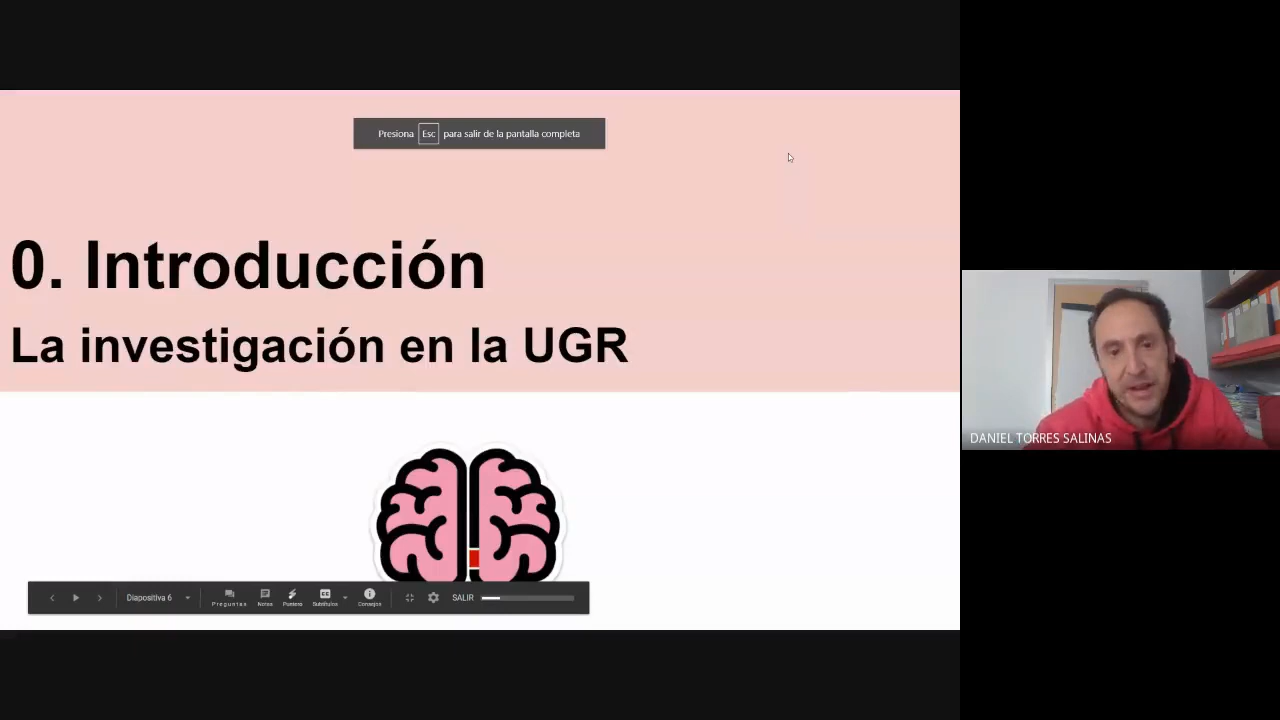 Presiona Esc para salir de la pantalla completa
0. Introducción
La investigación en la UGR
DANIEL TORRES SALINAS
Diapositiva 6
Preguntas
Notas
Puntero
Subtítulos
Consejos
SALIR